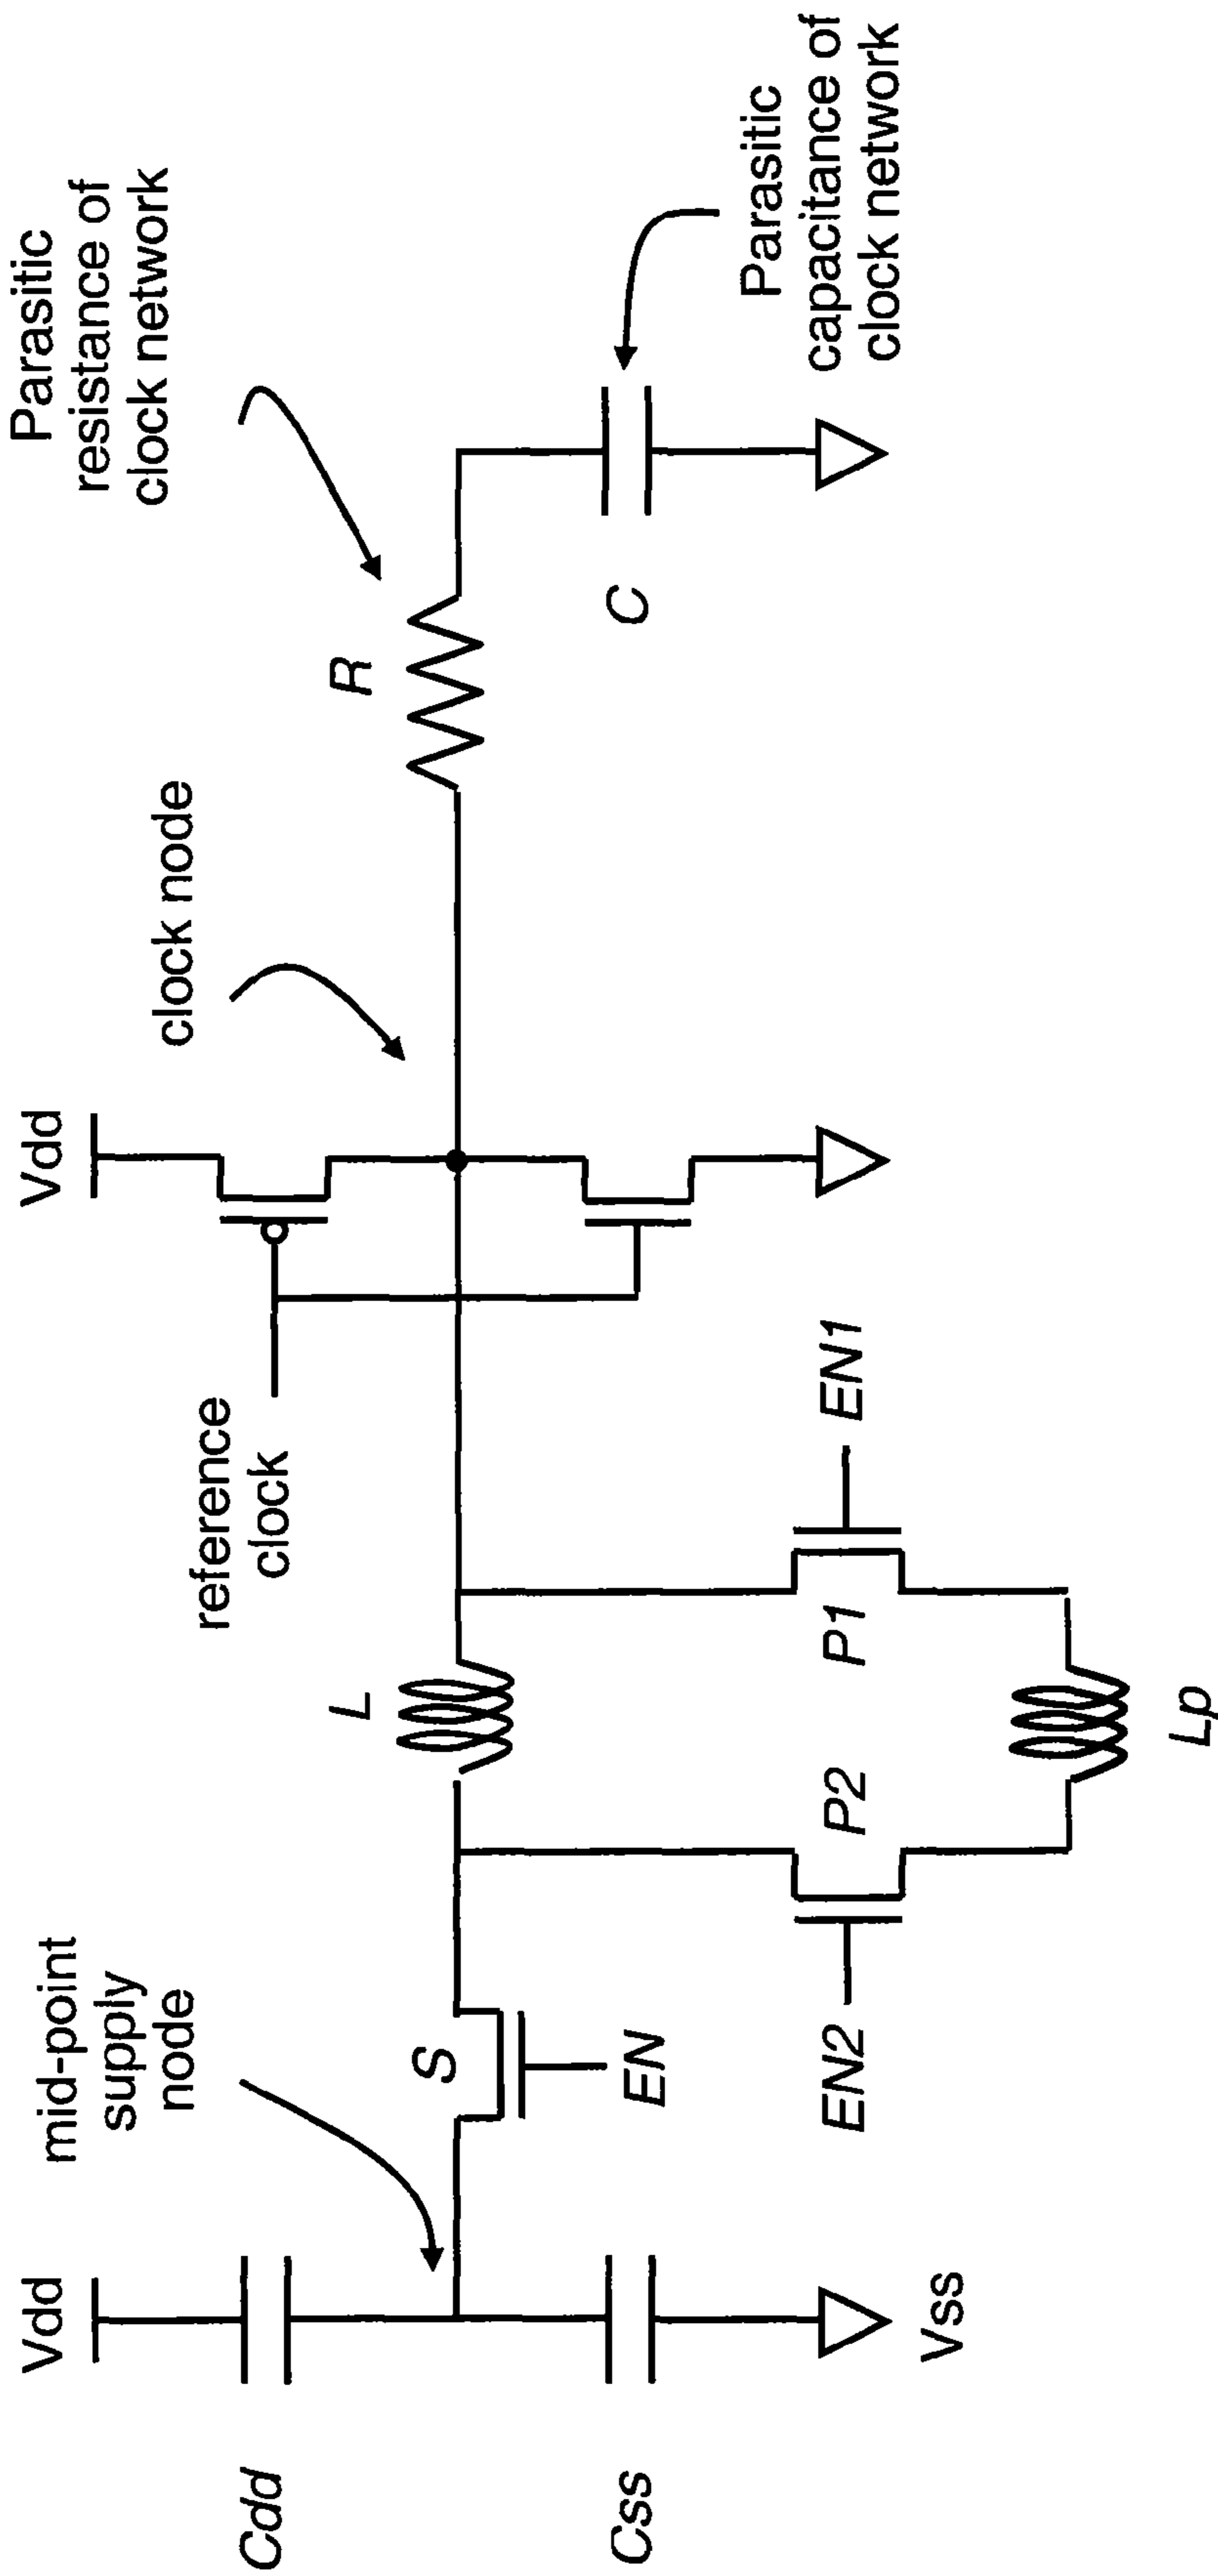 Parasitic
resistance of
clock network
Vdd
clock node
R
reference
clock
L
mid-point
supply
node
Vdd
Cdd
S
EN
Css
Vss
P2
EN2
P1
EN1
Lp
C
Parasitic
capacitance of
clock network